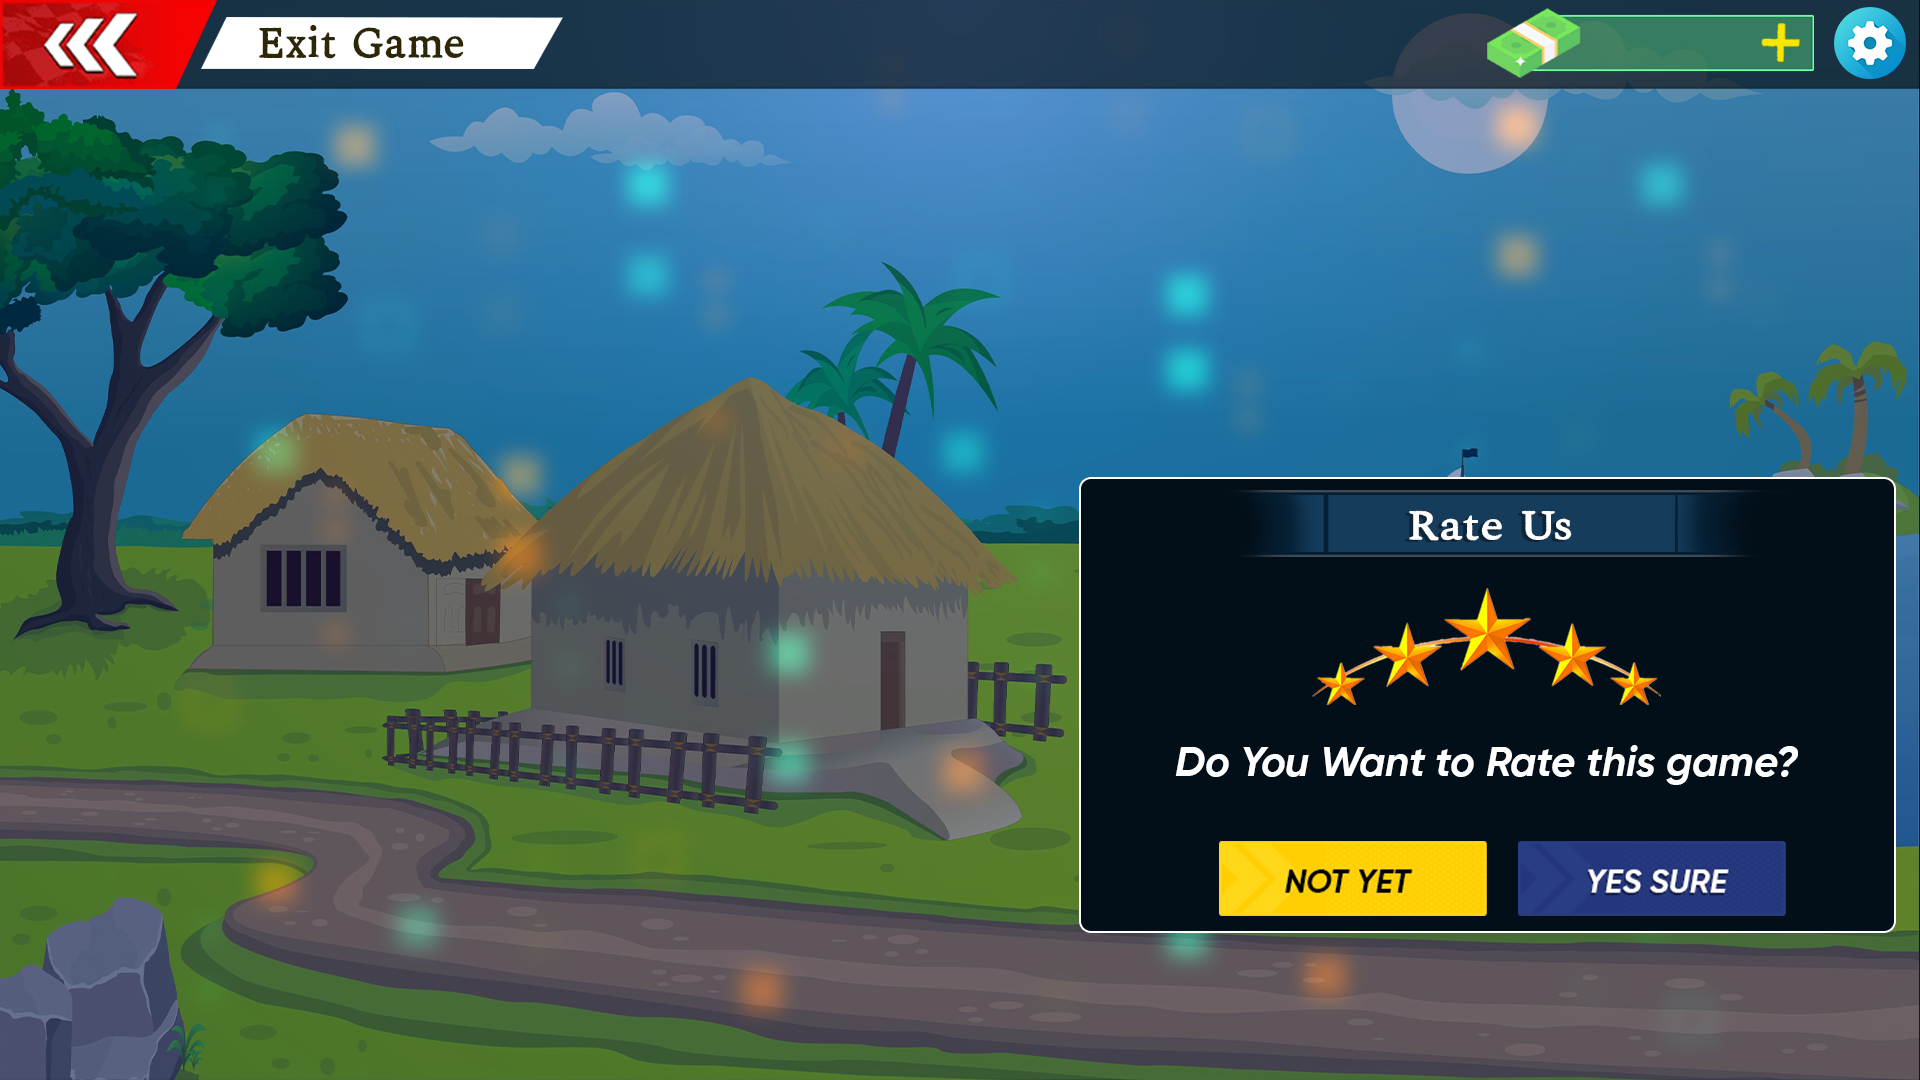 Exit Game
Rate Us
Do You Want to Rate this game?
NOT YET
YES SURE